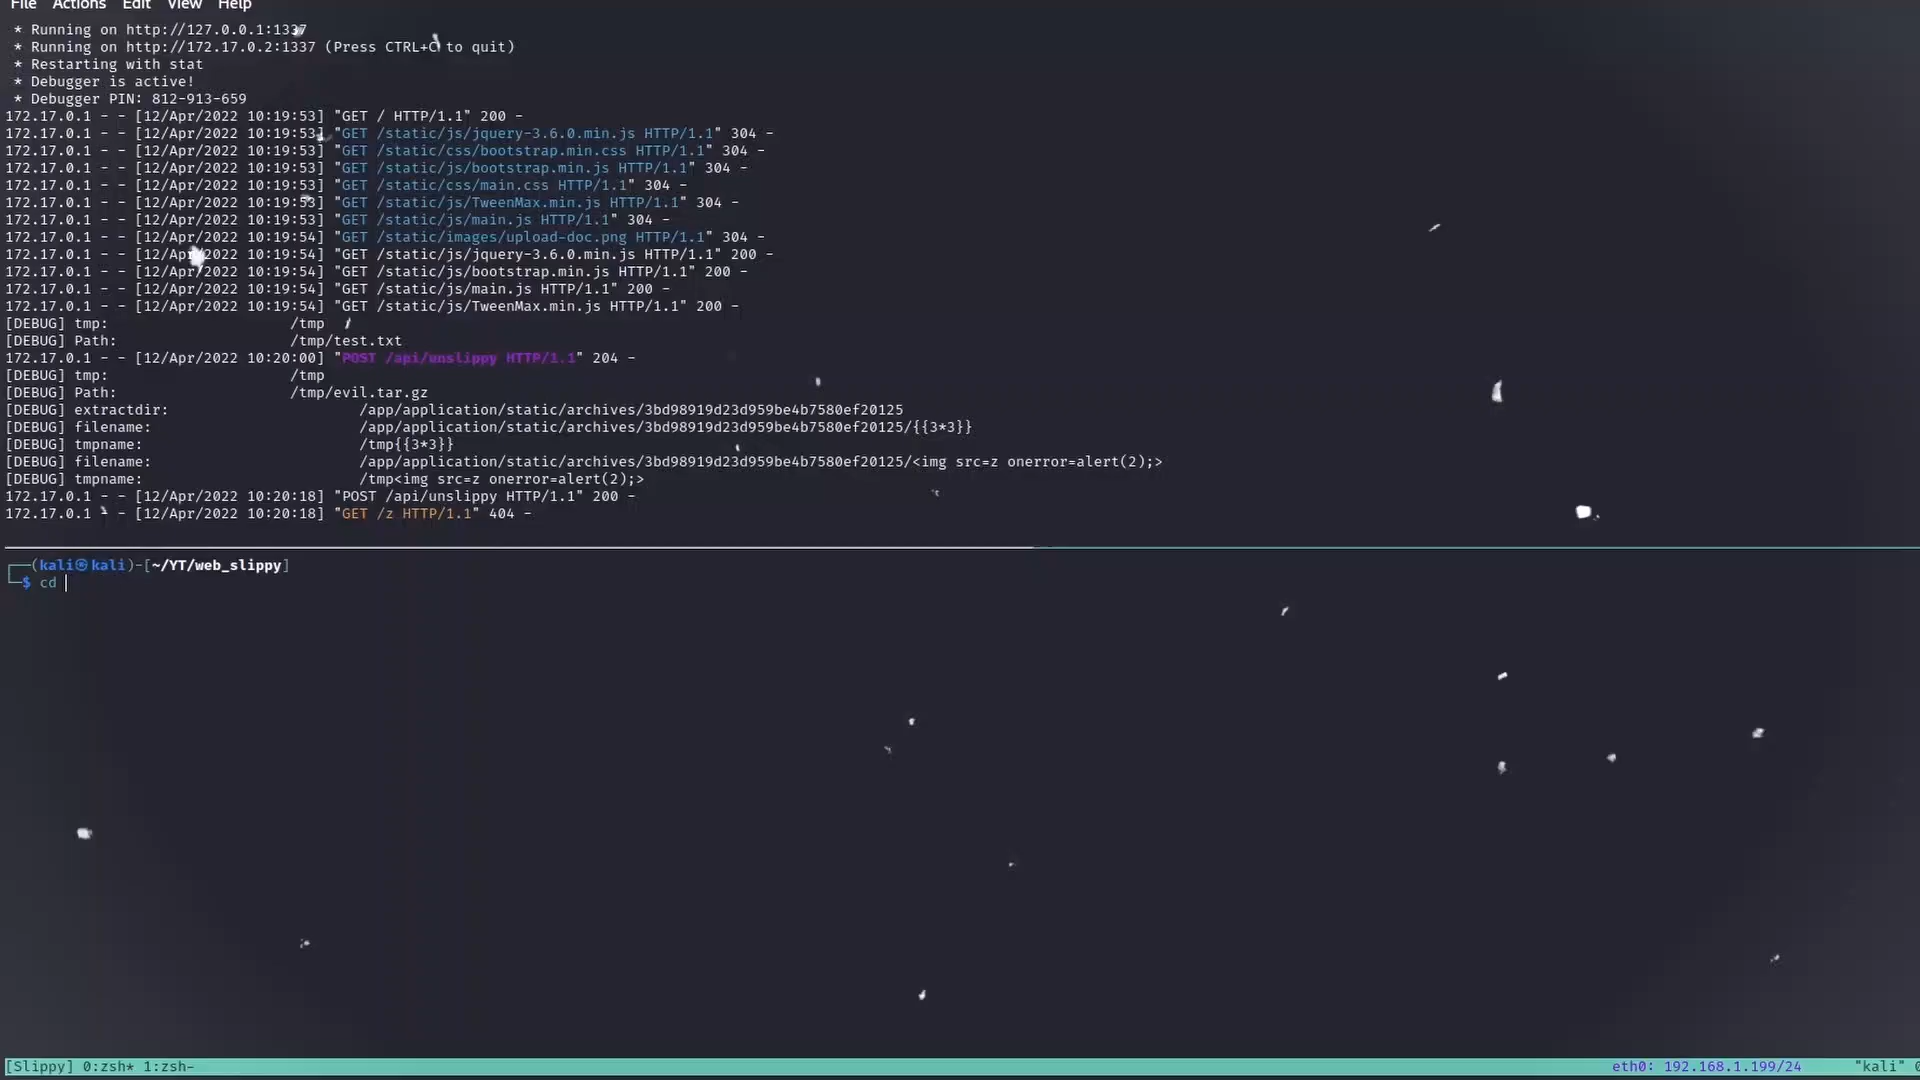 File Actions Edit View Help
* Running on http://127.0.0.1:1337
* Running on http://172.17.0.2:1337 (Press CTRL+C to quit)
* Restarting with stat
* Debugger is active!
* Debugger PIN: 812-913-659
172.17.0.1 - - [12/Apr/2022 10:19:53] "GET / HTTP/1.1" 200 -
172.17.0.1 - - [12/Apr/2022 10:19:53] "GET /static/js/jquery-3.6.0.min.js HTTP/1.1" 304 -
172.17.0.1 - - [12/Apr/2022 10:19:53] "GET /static/css/bootstrap.min.css HTTP/1.1" 304 -
172.17.0.1 - - [12/Apr/2022 10:19:53] "GET /static/js/bootstrap.min.js HTTP/1.1" 304 -
172.17.0.1 - - [12/Apr/2022 10:19:53] "GET /static/css/main.css HTTP/1.1" 304 -
172.17.0.1 - - [12/Apr/2022 10:19:53] "GET /static/js/TweenMax.min.js HTTP/1.1" 304 -
172.17.0.1 - - [12/Apr/2022 10:19:53] "GET /static/js/main.js HTTP/1.1" 304 -
172.17.0.1 - - [12/Apr/2022 10:19:54] "GET /static/images/upload-doc.png HTTP/1.1" 304 -
172.17.0.1 - - [12/Apr/2022 10:19:54] "GET /static/js/jquery-3.6.0.min.js HTTP/1.1" 200 -
172.17.0.1 - - [12/Apr/2022 10:19:54] "GET /static/js/bootstrap.min.js HTTP/1.1" 200 -
172.17.0.1 - - [12/Apr/2022 10:19:54] "GET /static/js/main.js HTTP/1.1" 200 -
172.17.0.1 - - [12/Apr/2022 10:19:54] "GET /static/js/TweenMax.min.js HTTP/1.1" 200 -
[DEBUG] tmp: /tmp
[DEBUG] Path: /tmp/test.txt
172.17.0.1 - - [12/Apr/2022 10:20:00] "POST /api/unslippy HTTP/1.1" 204 -
[DEBUG] tmp: /tmp
[DEBUG] Path: /tmp/evil.tar.gz
[DEBUG] extractdir: /app/application/static/archives/3bd98919d23d959be4b7580ef20125
[DEBUG] filename: /app/application/static/archives/3bd98919d23d959be4b7580ef20125/{{3*3}}
[DEBUG] tmpname: /tmp{{3*3}}
[DEBUG] filename: /app/application/static/archives/3bd98919d23d959be4b7580ef20125/<img src=z onerror=alert(2);>
[DEBUG] tmpname: /tmp<img src=z onerror=alert(2);>
172.17.0.1 - - [12/Apr/2022 10:20:18] "POST /api/unslippy HTTP/1.1" 200 -
172.17.0.1 - - [12/Apr/2022 10:20:18] "GET /z HTTP/1.1" 404 -
┌──(kali㉿kali)-[~/YT/web_slippy]
└─$ cd
[Slippy] 0:zsh* 1:zsh- eth0: 192.168.1.199/24 "kali" 0